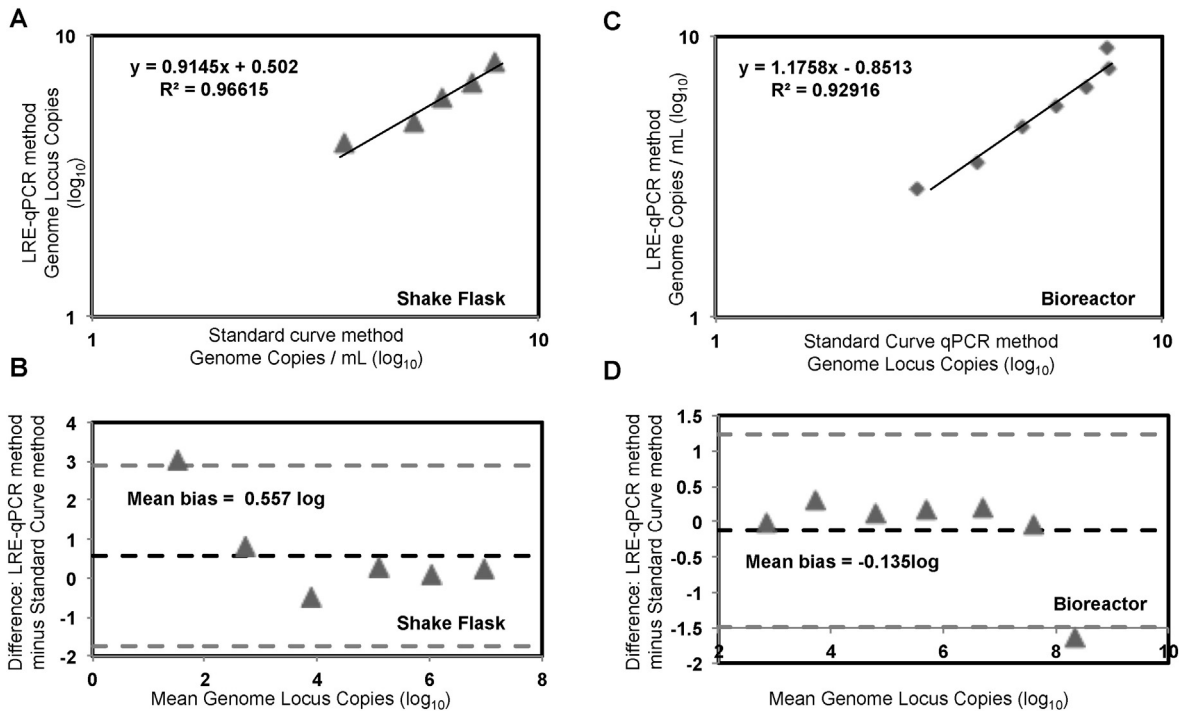 A
10
y = 0.9145x + 0.502
R² = 0.96615
LRE-qPCR method
Genome Locus Copies
(log10)
Shake Flask
1
1
10
Standard curve method
Genome Copies / mL (log10)
C
10
y = 1.1758x - 0.8513
R² = 0.92916
LRE-qPCR method
Genome Copies / mL (log10)
Bioreactor
1
1
10
Standard Curve qPCR method
Genome Locus Copies (log10)
B
Difference: LRE-qPCR method
minus Standard Curve method
4
3
2
1
0
-1
-2
Mean bias = 0.557 log
Shake Flask
0 2 4 6 8
Mean Genome Locus Copies (log10)
D
Difference: LRE-qPCR method
minus Standard Curve method
1.5
1
0.5
0
-0.5
-1
-1.5
-2
Mean bias = -0.135log
Bioreactor
2 4 6 8 10
Mean Genome Locus Copies (log10)